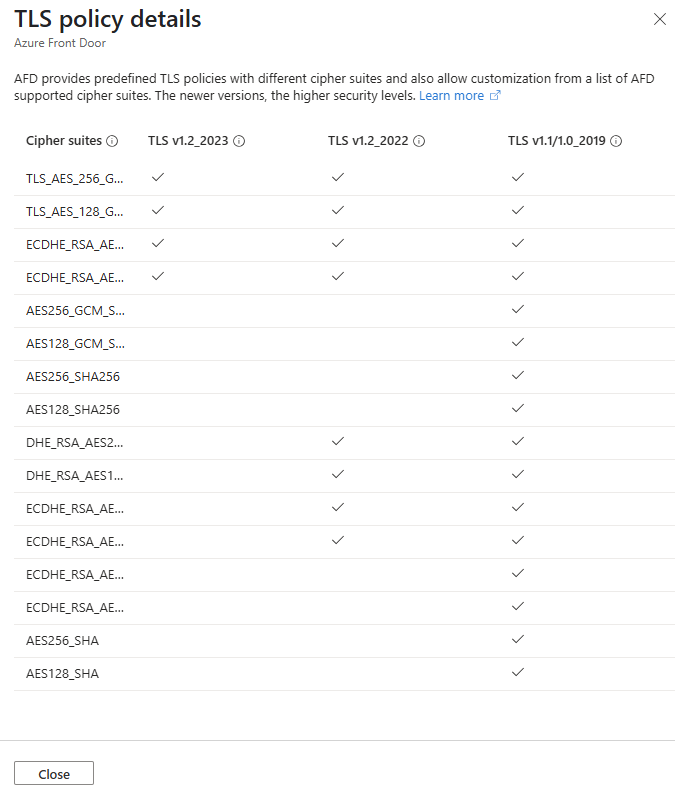 TLS policy details
Azure Front Door
AFD provides predefined TLS policies with different cipher suites and also allow customization from a list of AFD
supported cipher suites. The newer versions, the higher security levels. Learn more
Cipher suites TLS v1.2_2023 TLS v1.2_2022 TLS v1.1/1.0_2019
TLS_AES_256_G...
TLS_AES_128_G...
ECDHE_RSA_AE...
ECDHE_RSA_AE...
AES256_GCM_S...
AES128_GCM_S...
AES256_SHA256
AES128_SHA256
DHE_RSA_AES2...
DHE_RSA_AES1...
ECDHE_RSA_AE...
ECDHE_RSA_AE...
ECDHE_RSA_AE...
ECDHE_RSA_AE...
AES256_SHA
AES128_SHA
Close